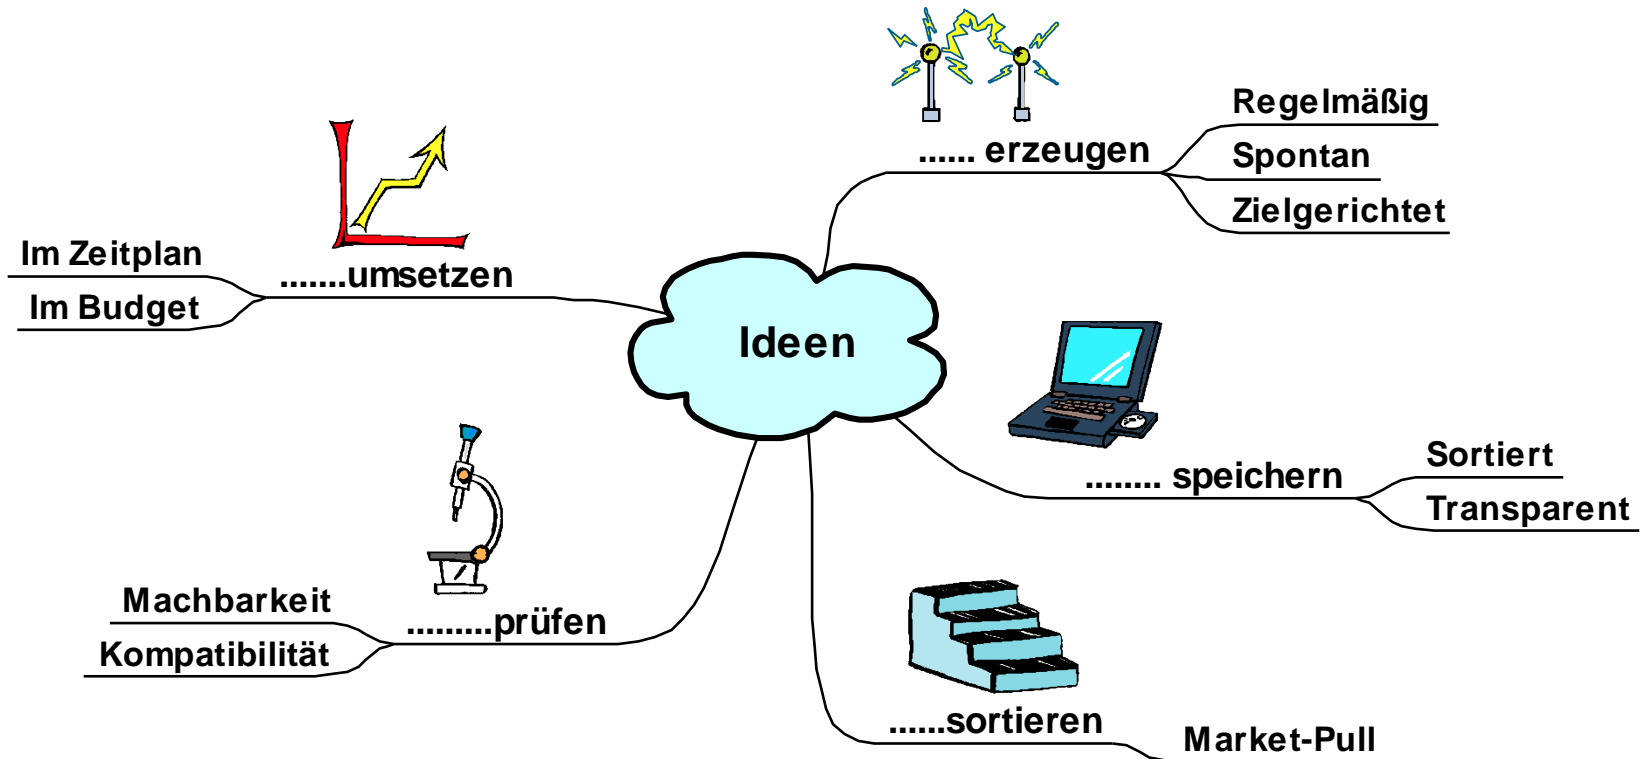 Regelmäßig
...... erzeugen
Spontan
Zielgerichtet
Im Zeitplan
.......umsetzen
Im Budget
Ideen
Sortiert
........ speichern
Transparent
Machbarkeit
.........prüfen
Kompatibilität
......sortieren
Market-Pull